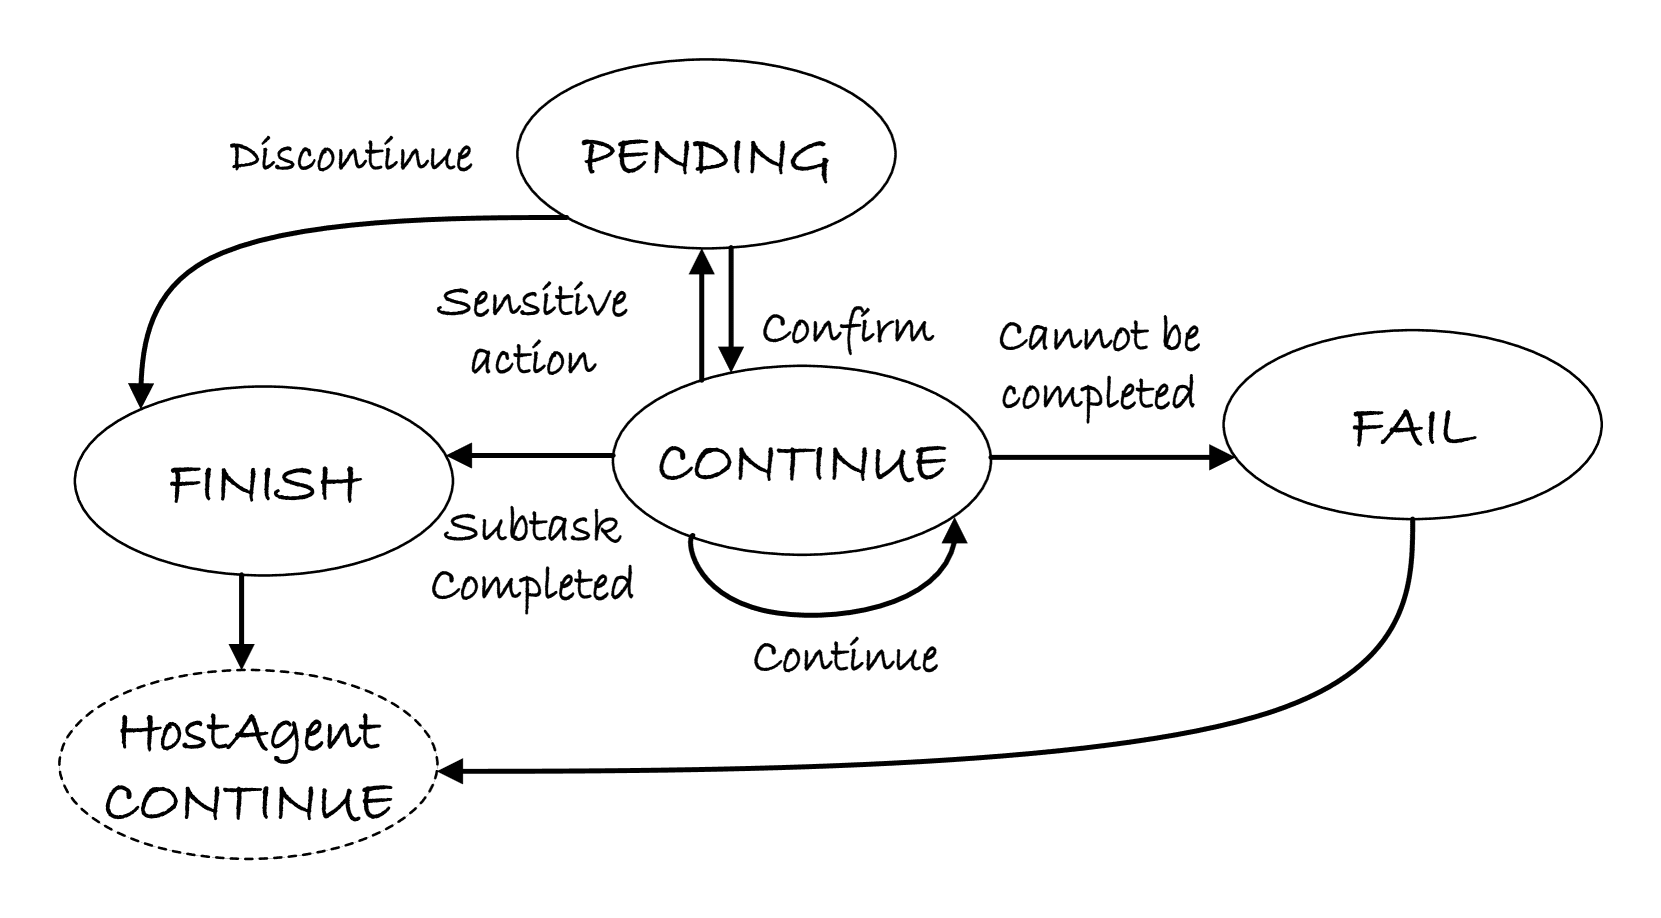 PENDING
Discontinue
Sensitive
action
Confirm
Cannot be
completed
FAIL
CONTINUE
FINISH
Subtask
Completed
Continue
HostAgent
CONTINUE